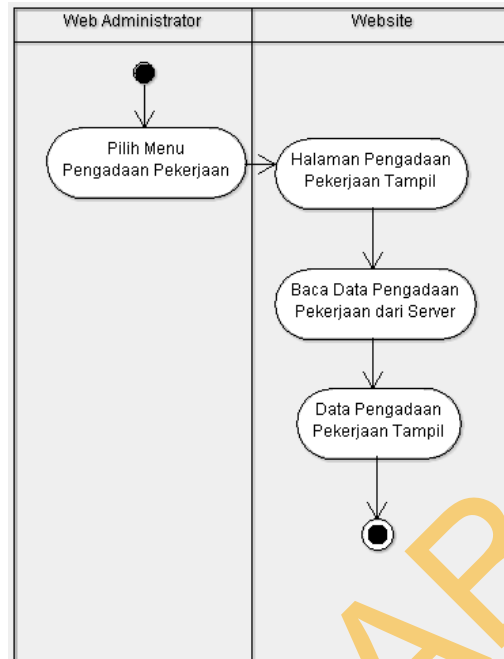 Web Administrator
Website
Pilih Menu
Pengadaan Pekerjaan
Halaman Pengadaan
Pekerjaan Tampil
Baca Data Pengadaan
Pekerjaan dari Server
Data Pengadaan
Pekerjaan Tampil
AP